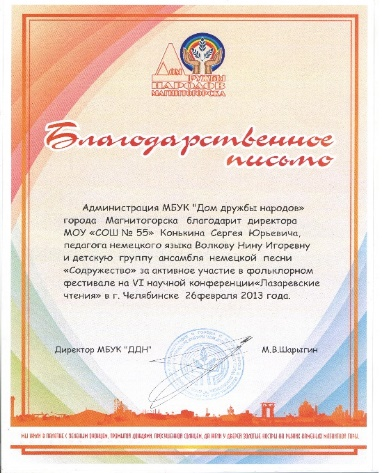 Дом
Дружбы
народов
Магнитогорска
Благодарственное
письмо
Администрация МБУК "Дом дружбы народов»
города Магнитогорска благодарит директора
МОУ «СОШ № 55» Конькина Сергея Юрьевича,
педагога немецкого языка Волкову Нину Игоревну
и детскую группу ансамбля немецкой песни
«Содружество» за активное участие в фольклорном
фестивале на VI научной конференции«Лазаревские
чтения» в г. Челябинске 26февраля 2013 года.
Директор МБУК "ДДН"
М.В.Шарыгин